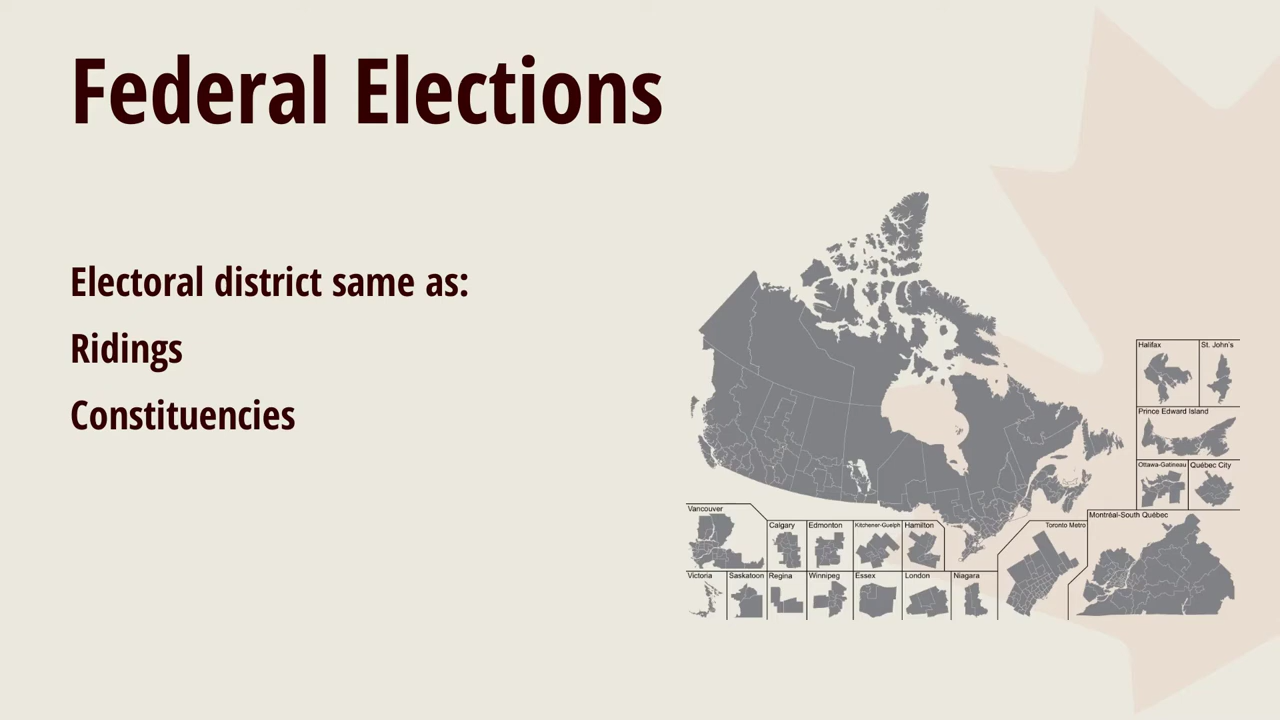 Federal Elections
Electoral district same as:
Ridings
Constituencies
Halifax
St. John's
Prince Edward Island
Ottawa-Gatineau
Québec City
Montréal-South Québec
Vancouver
Calgary
Edmonton
Kitchener-Guelph
Hamilton
Toronto Metro
Victoria
Saskatoon
Regina
Winnipeg
Essex
London
Niagara